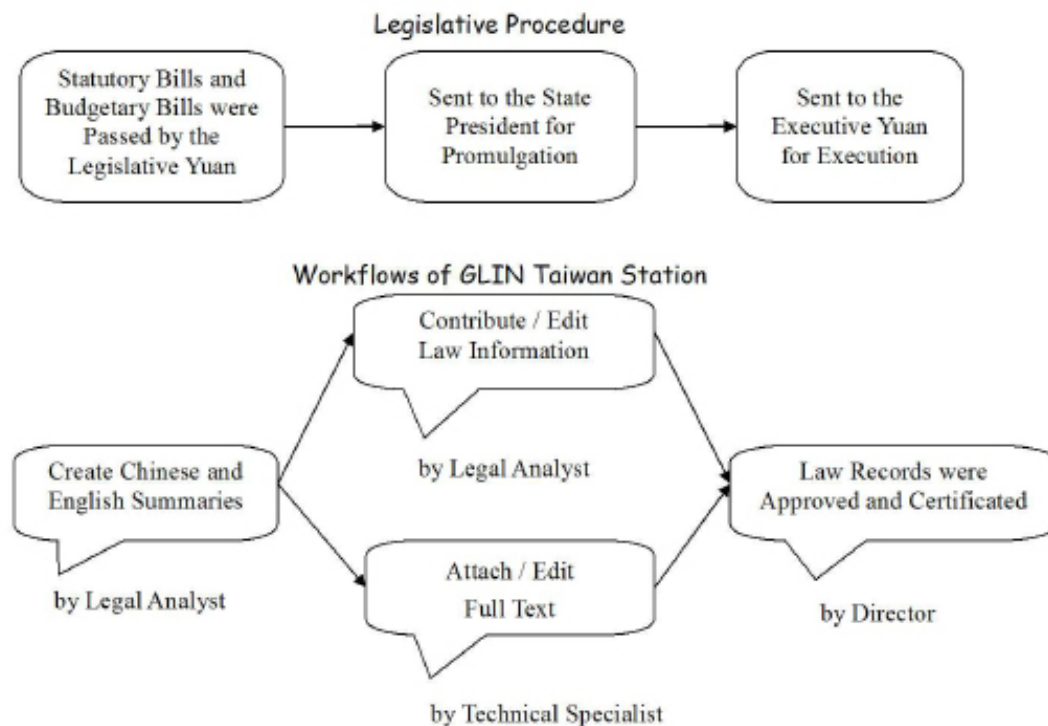 Legislative Procedure
Statutory Bills and
Budgetary Bills were
Passed by the
Legislative Yuan
Sent to the State
President for
Promulgation
Sent to the
Executive Yuan
for Execution
Workflows of GLIN Taiwan Station
Contribute / Edit
Law Information
by Legal Analyst
Create Chinese and
English Summaries
by Legal Analyst
Attach / Edit
Full Text
by Technical Specialist
Law Records were
Approved and Certificated
by Director